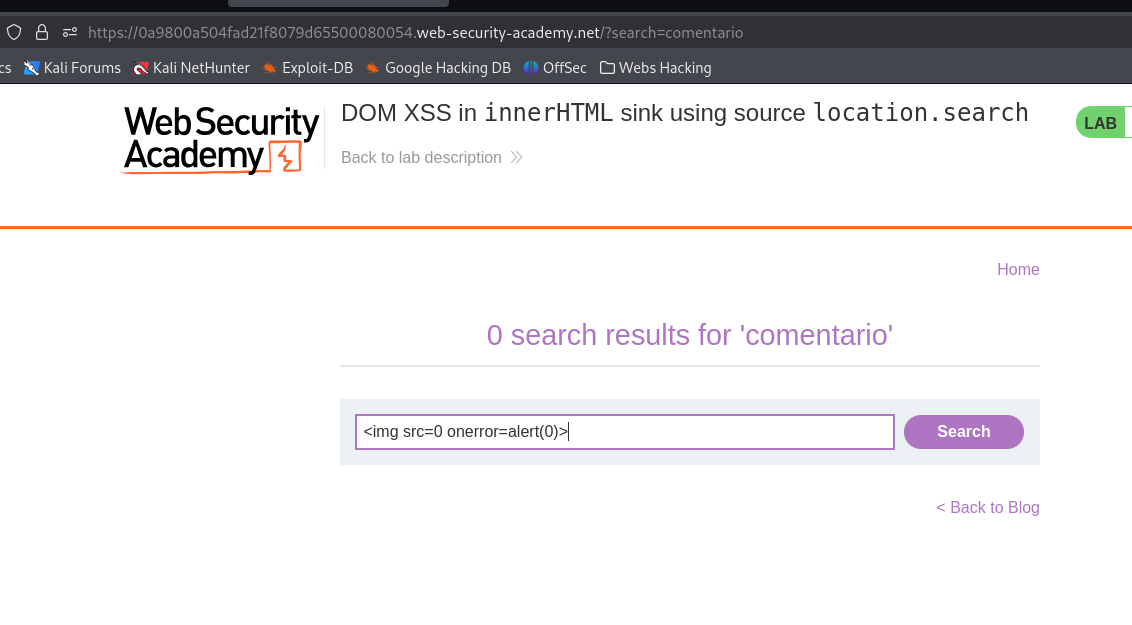 https://0a9800a504fad21f8079d65500080054.web-security-academy.net/?search=comentario
cs Kali Forums Kali NetHunter Exploit-DB Google Hacking DB OffSec Webs Hacking
Web Security
Academy
DOM XSS in innerHTML sink using source location.search
LAB
Back to lab description
Home
0 search results for 'comentario'
<img src=0 onerror=alert(0)>
Search
< Back to Blog